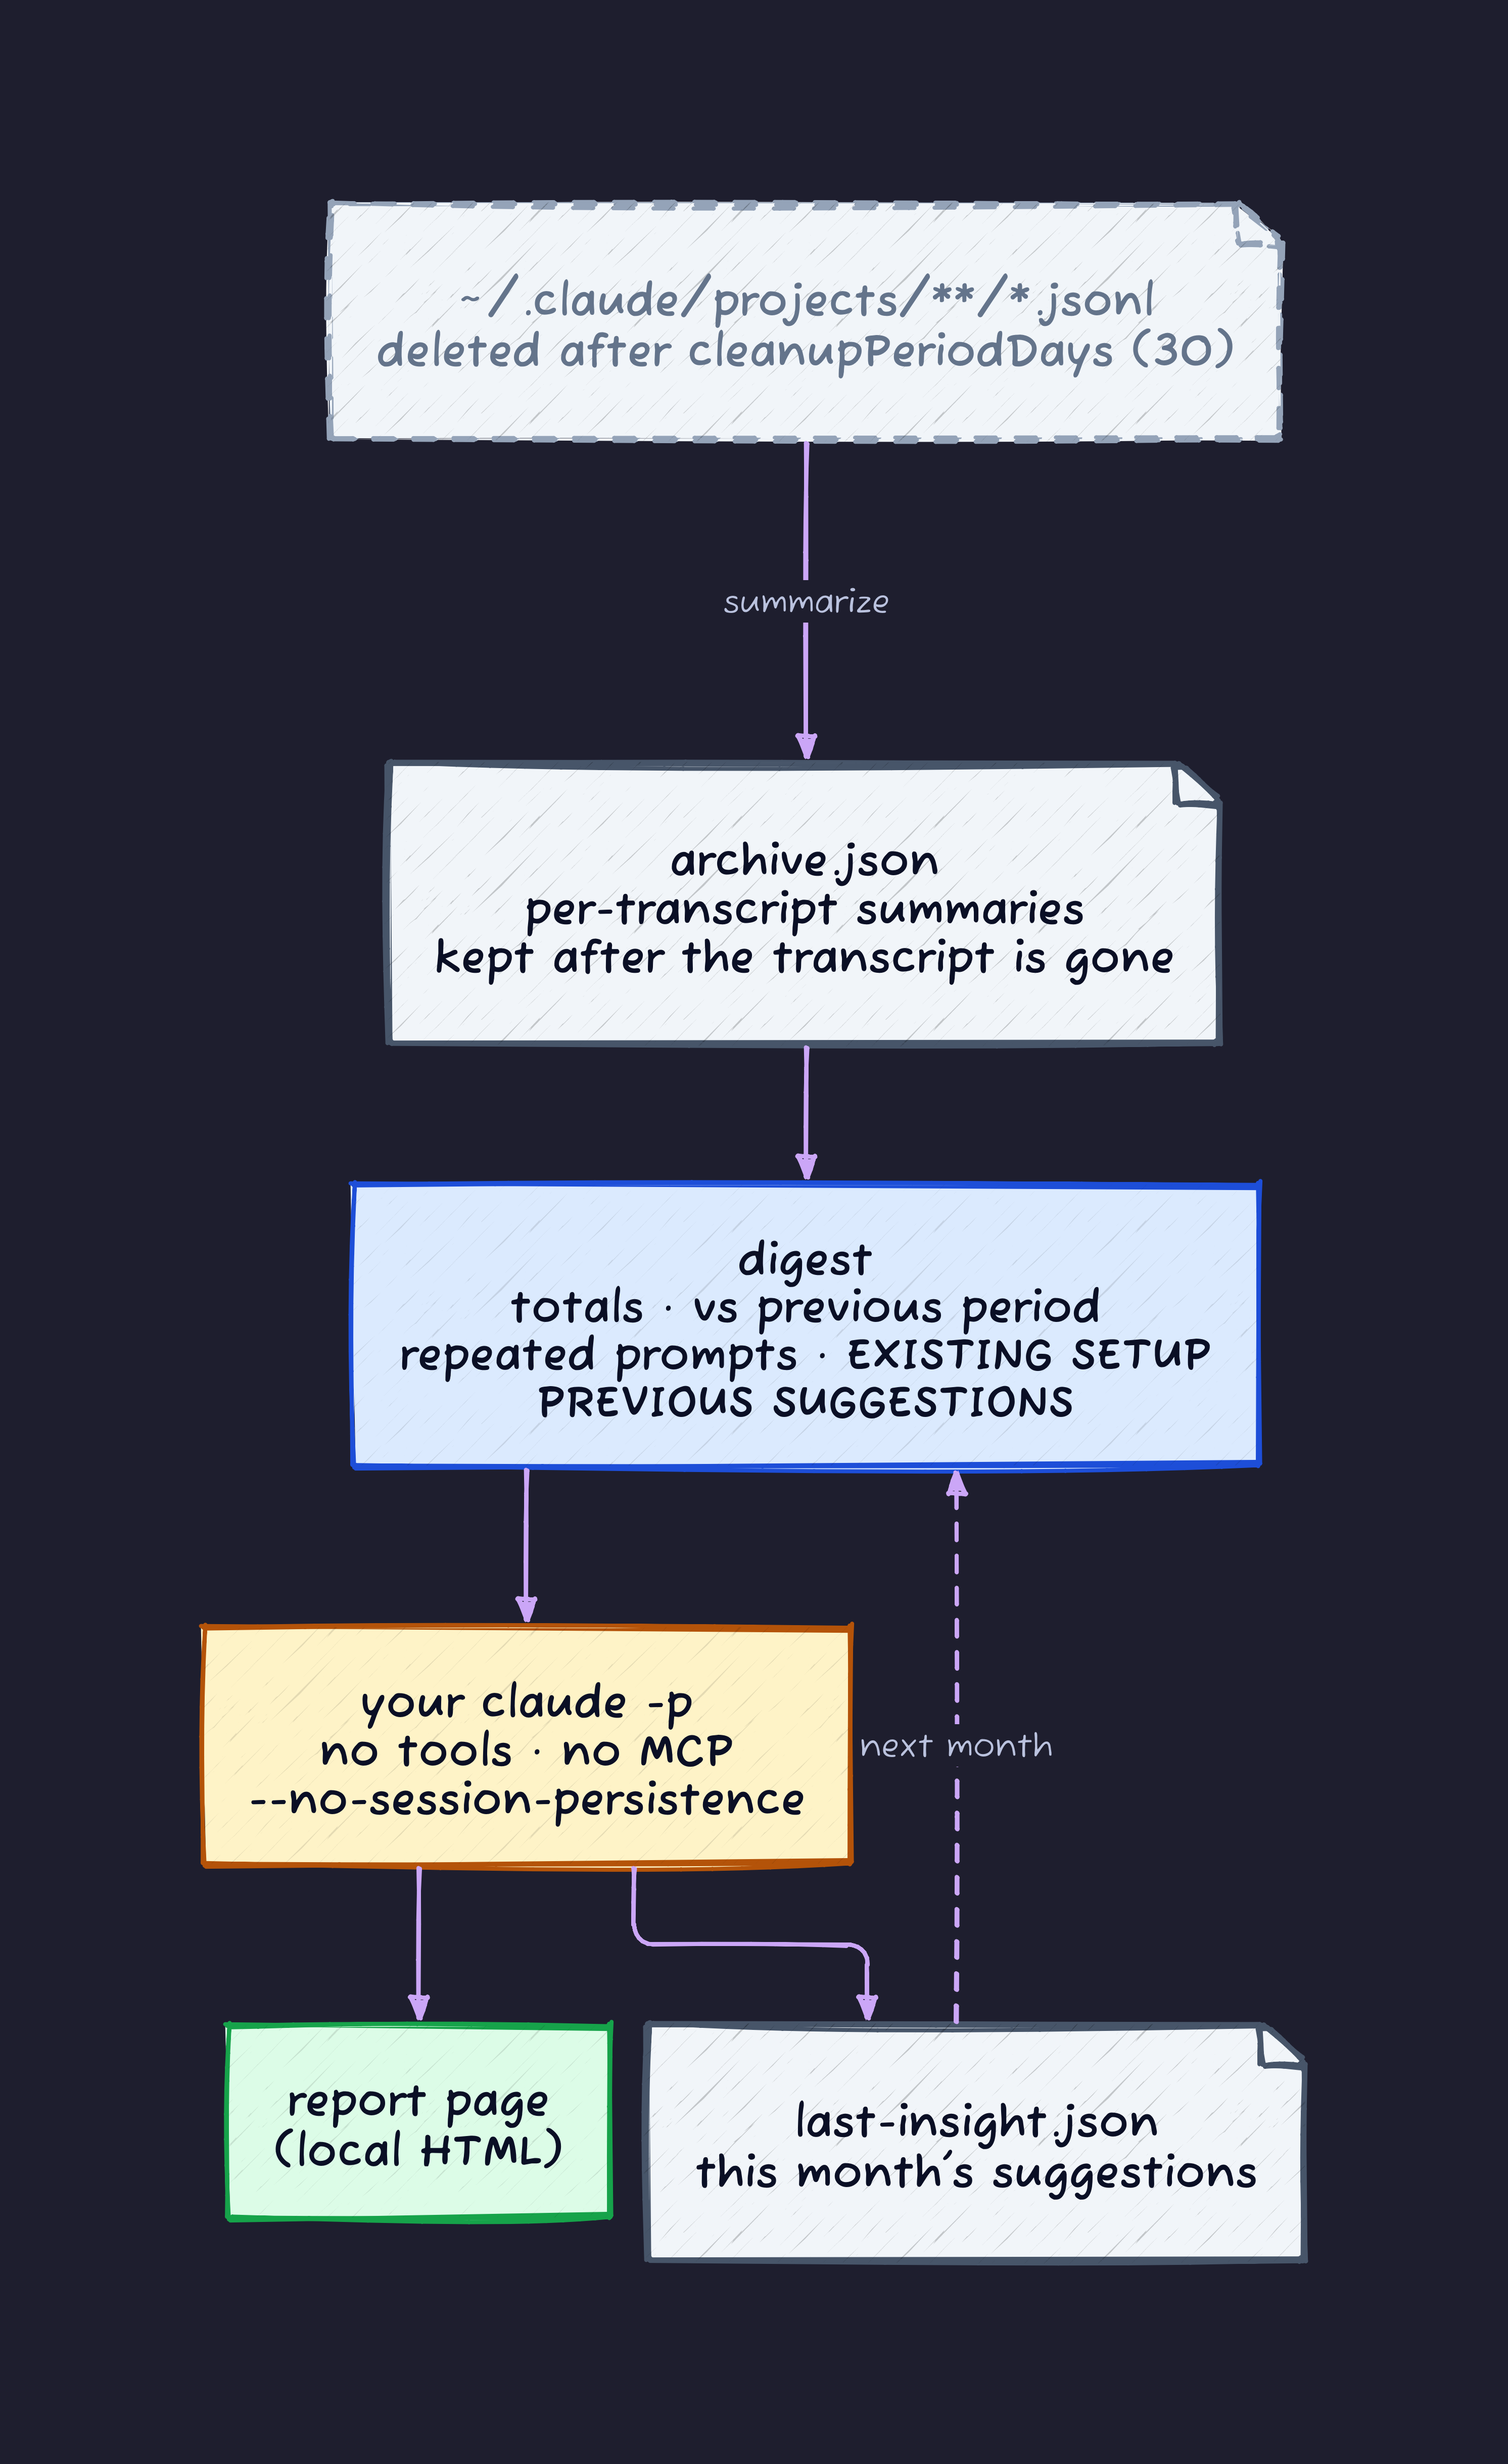 ~/.claude/projects/**/*.jsonl
deleted after cleanupPeriodDays (30)
summarize
archive.json
per-transcript summaries
kept after the transcript is gone
digest
totals · vs previous period
repeated prompts · EXISTING SETUP
PREVIOUS SUGGESTIONS
your claude -p
no tools · no MCP
--no-session-persistence
next month
report page
(local HTML)
last-insight.json
this month's suggestions